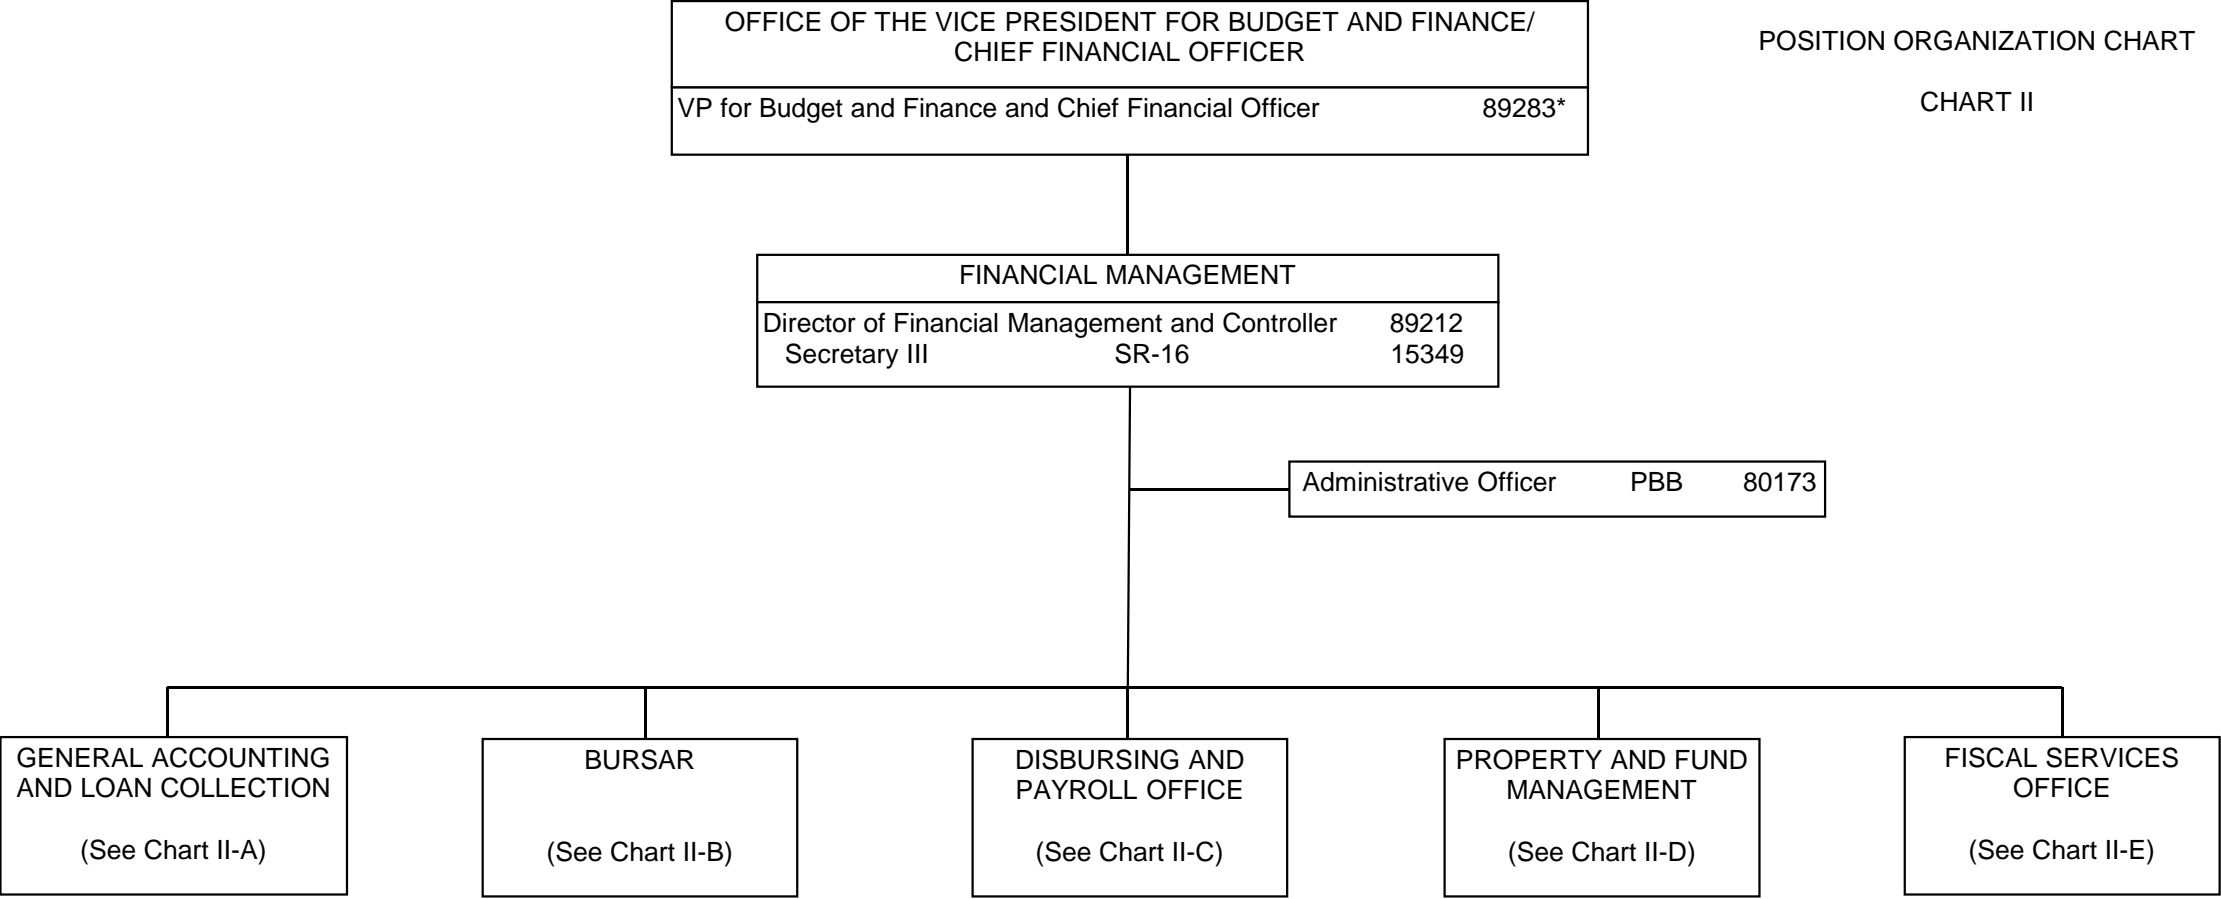 OFFICE OF THE VICE PRESIDENT FOR BUDGET AND FINANCE/
CHIEF FINANCIAL OFFICER
VP for Budget and Finance and Chief Financial Officer 89283*
POSITION ORGANIZATION CHART
CHART II
FINANCIAL MANAGEMENT
Director of Financial Management and Controller 89212
Secretary III SR-16 15349
Administrative Officer PBB 80173
GENERAL ACCOUNTING
AND LOAN COLLECTION
(See Chart II-A)
BURSAR
(See Chart II-B)
DISBURSING AND
PAYROLL OFFICE
(See Chart II-C)
PROPERTY AND FUND
MANAGEMENT
(See Chart II-D)
FISCAL SERVICES
OFFICE
(See Chart II-E)